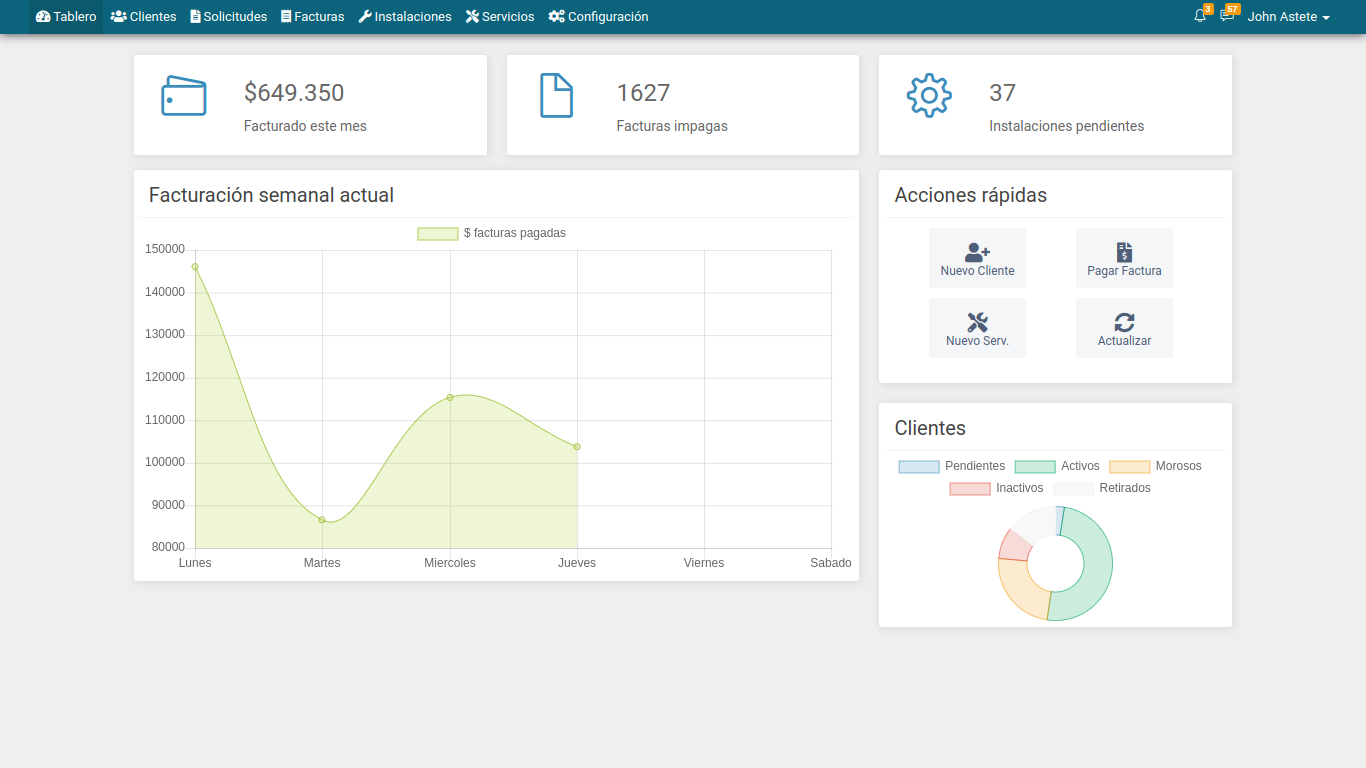 Tablero Clientes Solicitudes Facturas Instalaciones Servicios Configuración 3 57 John Astete
$649.350
Facturado este mes
1627
Facturas impagas
37
Instalaciones pendientes
Facturación semanal actual
$ facturas pagadas
150000
140000
130000
120000
110000
100000
90000
80000
Lunes Martes Miercoles Jueves Viernes Sabado
Acciones rápidas
Nuevo Cliente Pagar Factura
Nuevo Serv. Actualizar
Clientes
Pendientes Activos Morosos
Inactivos Retirados